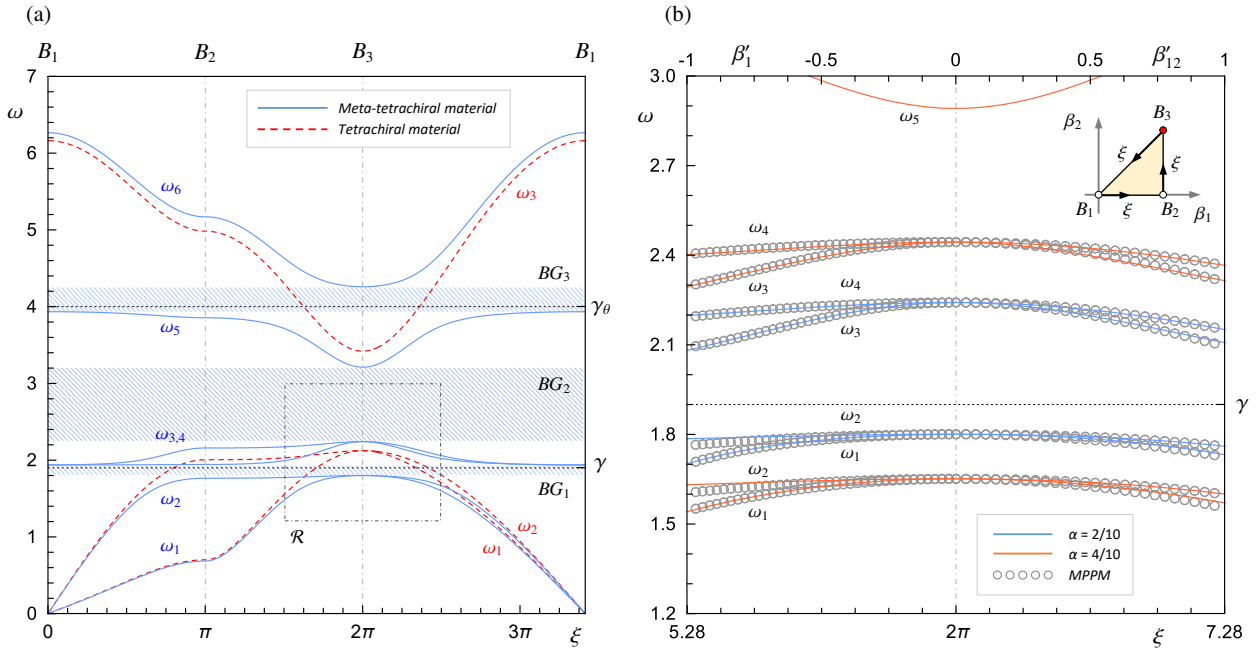 (a)
B₁ B₂ B₃ B₁
7
ω
6
5
4
3
2
1
0
Meta-tetrachiral material
Tetrachiral material
ω₆
ω₃
BG₃
γ_θ
ω₅
BG₂
ω₃,₄
γ
BG₁
ω₂
ω₁
ℛ
ω₂
ω₁
0 π 2π 3π ξ
(b)
-1 β′₁ -0.5 0 0.5 β′₁₂ 1
3.0
ω
2.7
2.4
2.1
1.8
1.5
1.2
ω₅
β₂
B₃
ξ
ξ
B₁
ξ
B₂
β₁
ω₄
ω₃
ω₄
ω₃
γ
ω₂
ω₁
ω₂
ω₁
α = 2/10
α = 4/10
MPPM
5.28 2π ξ 7.28